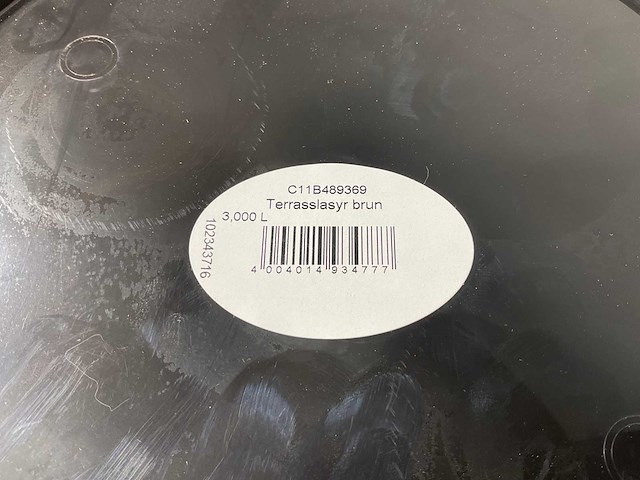 C11B489369
Terrasslasyr brun
3,000 L
102343716
4 004014 934777